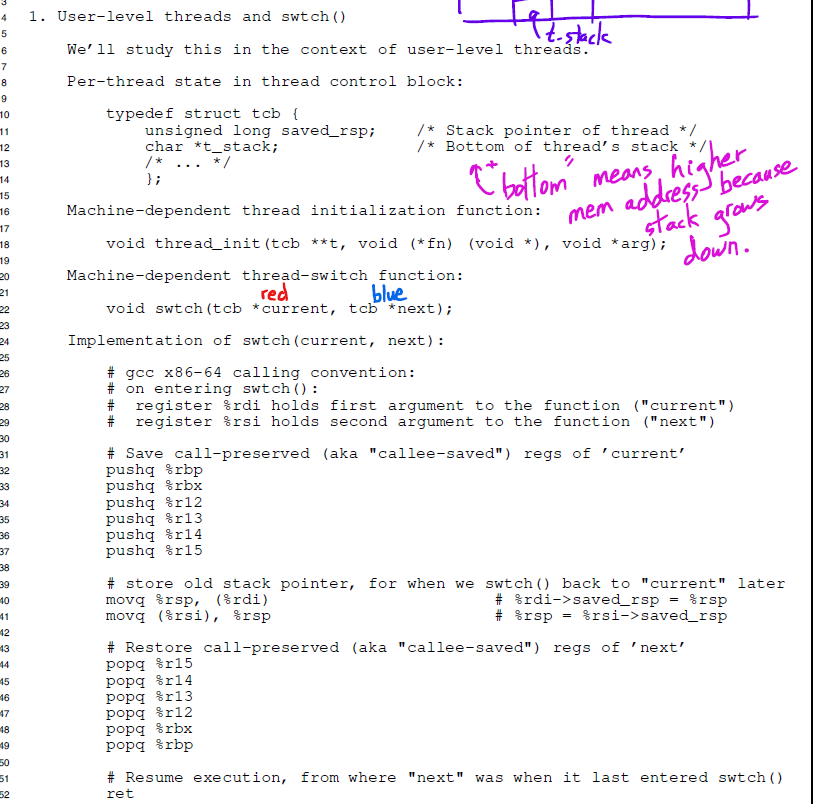 3
4 1. User-level threads and swtch()
t-stack
5
6 We'll study this in the context of user-level threads.
7
8 Per-thread state in thread control block:
9
10 typedef struct tcb {
11 unsigned long saved_rsp; /* Stack pointer of thread */
12 char *t_stack; /* Bottom of thread's stack */
13 /* ... */
14 };
"bottom" means higher
mem address because
stack grows
down.
15
16 Machine-dependent thread initialization function:
17
18 void thread_init(tcb **t, void (*fn) (void *), void *arg);
19
20 Machine-dependent thread-switch function:
21
red blue
22 void swtch(tcb *current, tcb *next);
23
24 Implementation of swtch(current, next):
25
26 # gcc x86-64 calling convention:
27 # on entering swtch():
28 # register %rdi holds first argument to the function ("current")
29 # register %rsi holds second argument to the function ("next")
30
31 # Save call-preserved (aka "callee-saved") regs of 'current'
32 pushq %rbp
33 pushq %rbx
34 pushq %r12
35 pushq %r13
36 pushq %r14
37 pushq %r15
38
39 # store old stack pointer, for when we swtch() back to "current" later
40 movq %rsp, (%rdi) # %rdi->saved_rsp = %rsp
41 movq (%rsi), %rsp # %rsp = %rsi->saved_rsp
42
43 # Restore call-preserved (aka "callee-saved") regs of 'next'
44 popq %r15
45 popq %r14
46 popq %r13
47 popq %r12
48 popq %rbx
49 popq %rbp
50
51 # Resume execution, from where "next" was when it last entered swtch()
52 ret